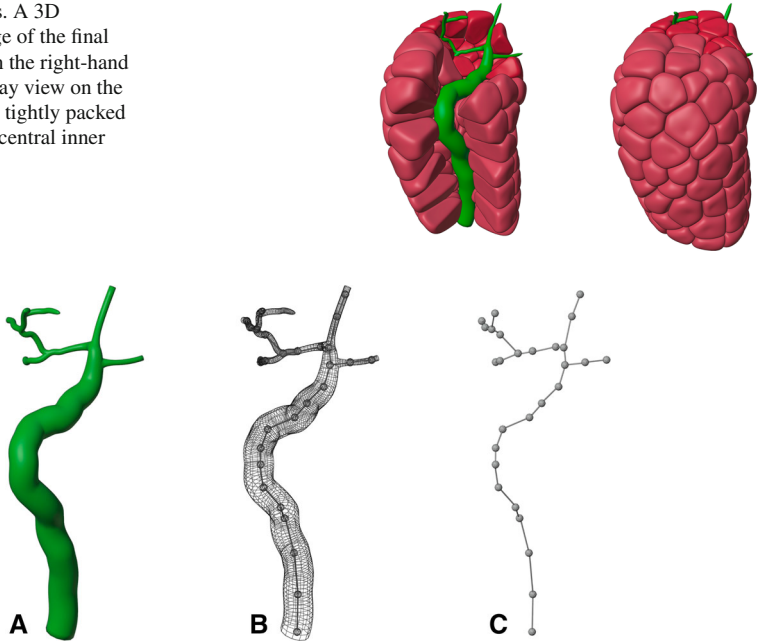 s. A 3D
ge of the final
n the right-hand
ay view on the
tightly packed
central inner
A
B
C